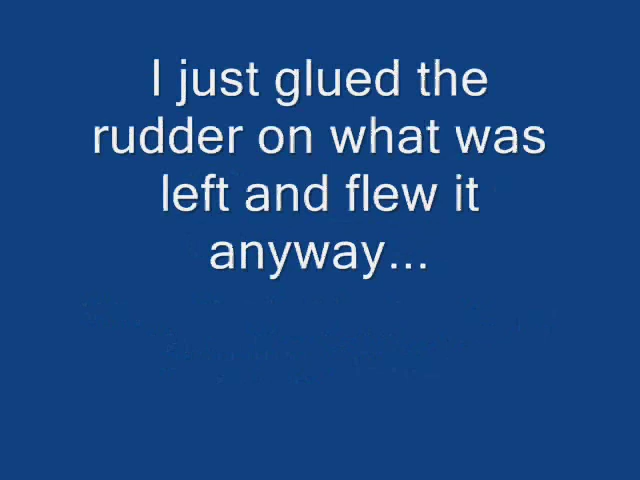 I just glued the
rudder on what was
left and flew it
anyway...